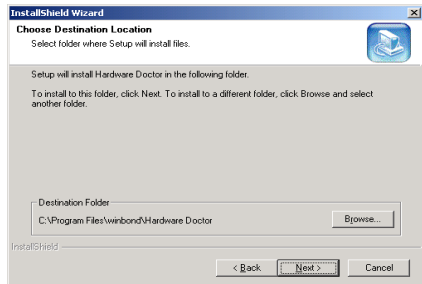 InstallShield Wizard
Choose Destination Location
Select folder where Setup will install files.
Setup will install Hardware Doctor in the following folder.
To install to this folder, click Next. To install to a different folder, click Browse and select
another folder.
Destination Folder
C:\Program Files\winbond\Hardware Doctor
Browse...
InstallShield
< Back
Next >
Cancel